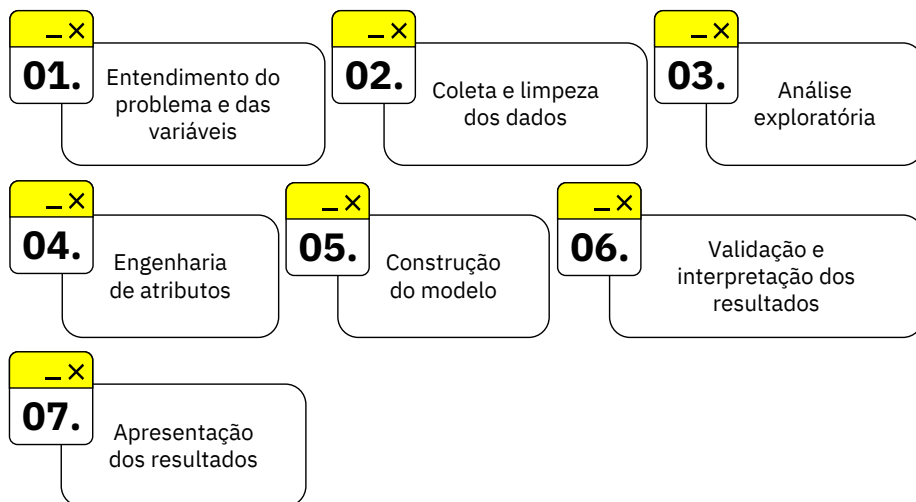 01.
Entendimento do
problema e das
variáveis
02.
Coleta e limpeza
dos dados
03.
Análise
exploratória
04.
Engenharia
de atributos
05.
Construção
do modelo
06.
Validação e
interpretação dos
resultados
07.
Apresentação
dos resultados